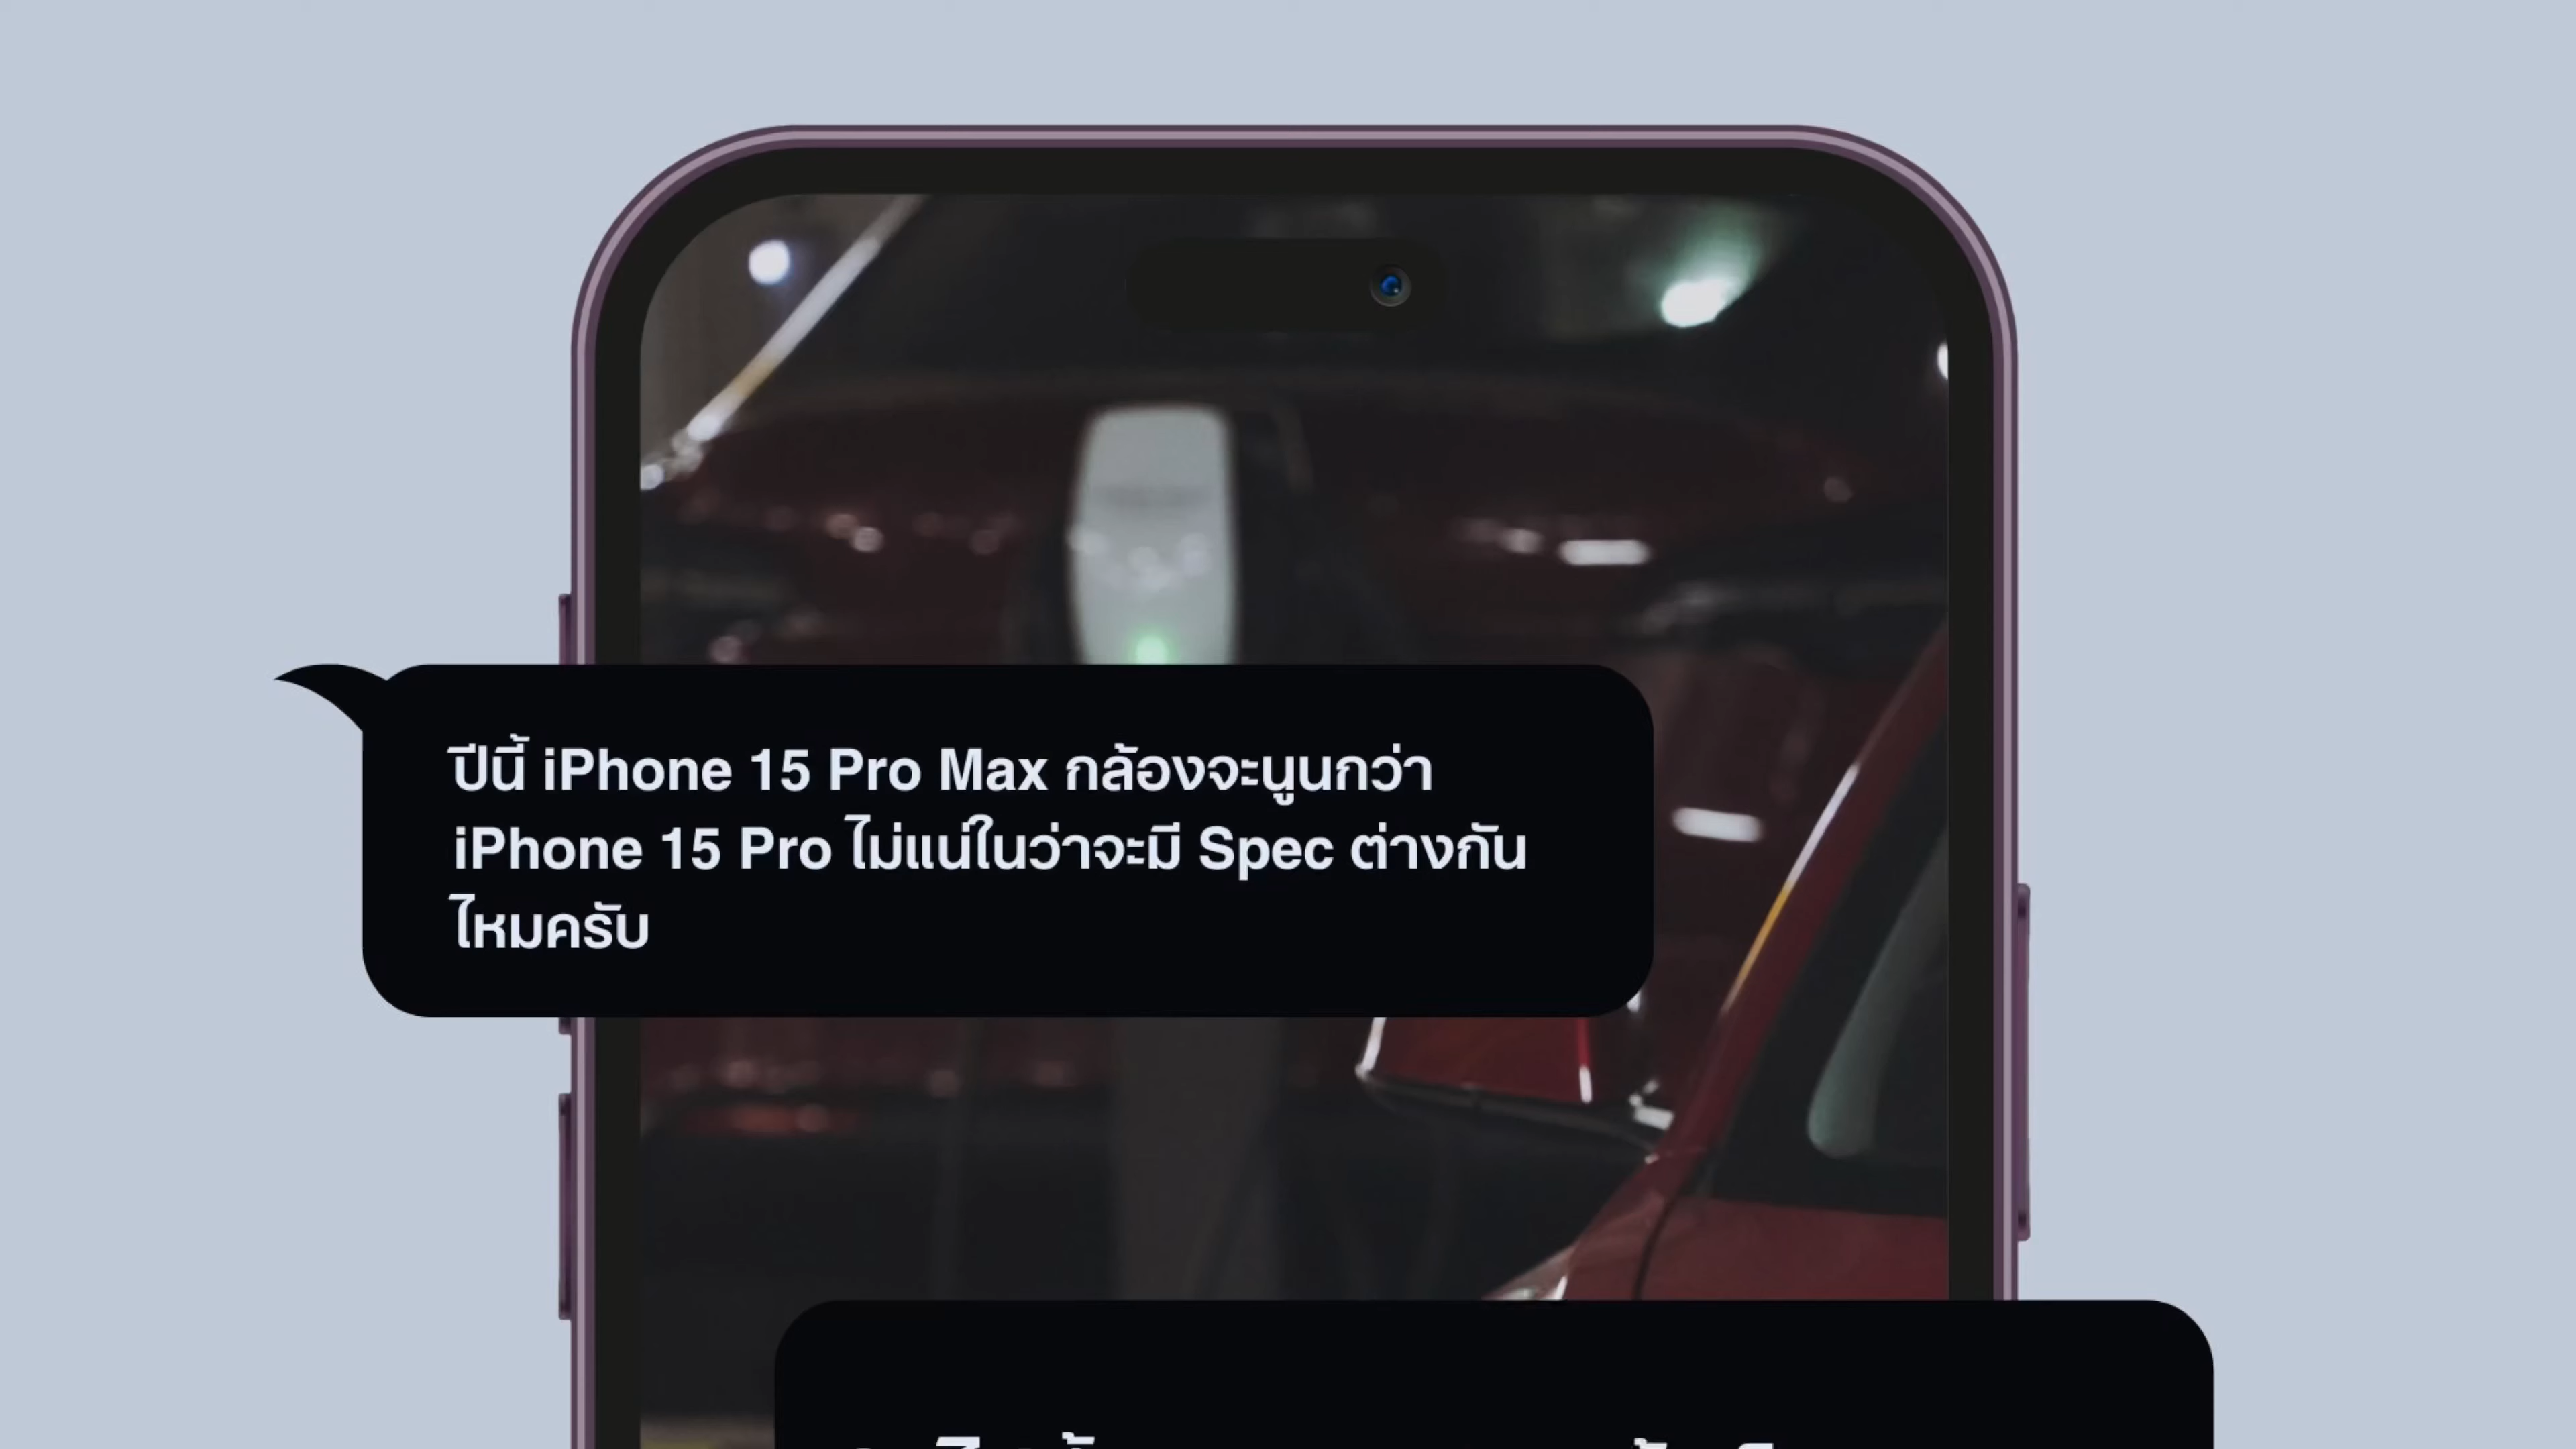 ปีนี้ iPhone 15 Pro Max กล้องจะนูนกว่า
iPhone 15 Pro ไม่แน่ในว่าจะมี Spec ต่างกัน
ไหมครับ